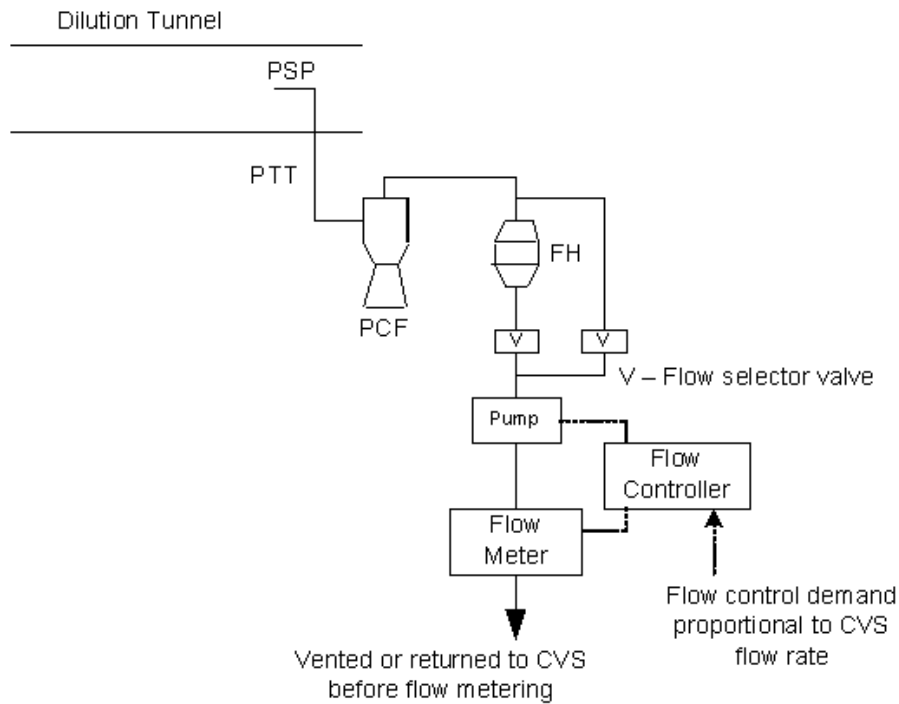 Dilution Tunnel
PSP
PTT
PCF
FH
V
V
V – Flow selector valve
Pump
Flow
Controller
Flow
Meter
Flow control demand
proportional to CVS
flow rate
Vented or returned to CVS
before flow metering